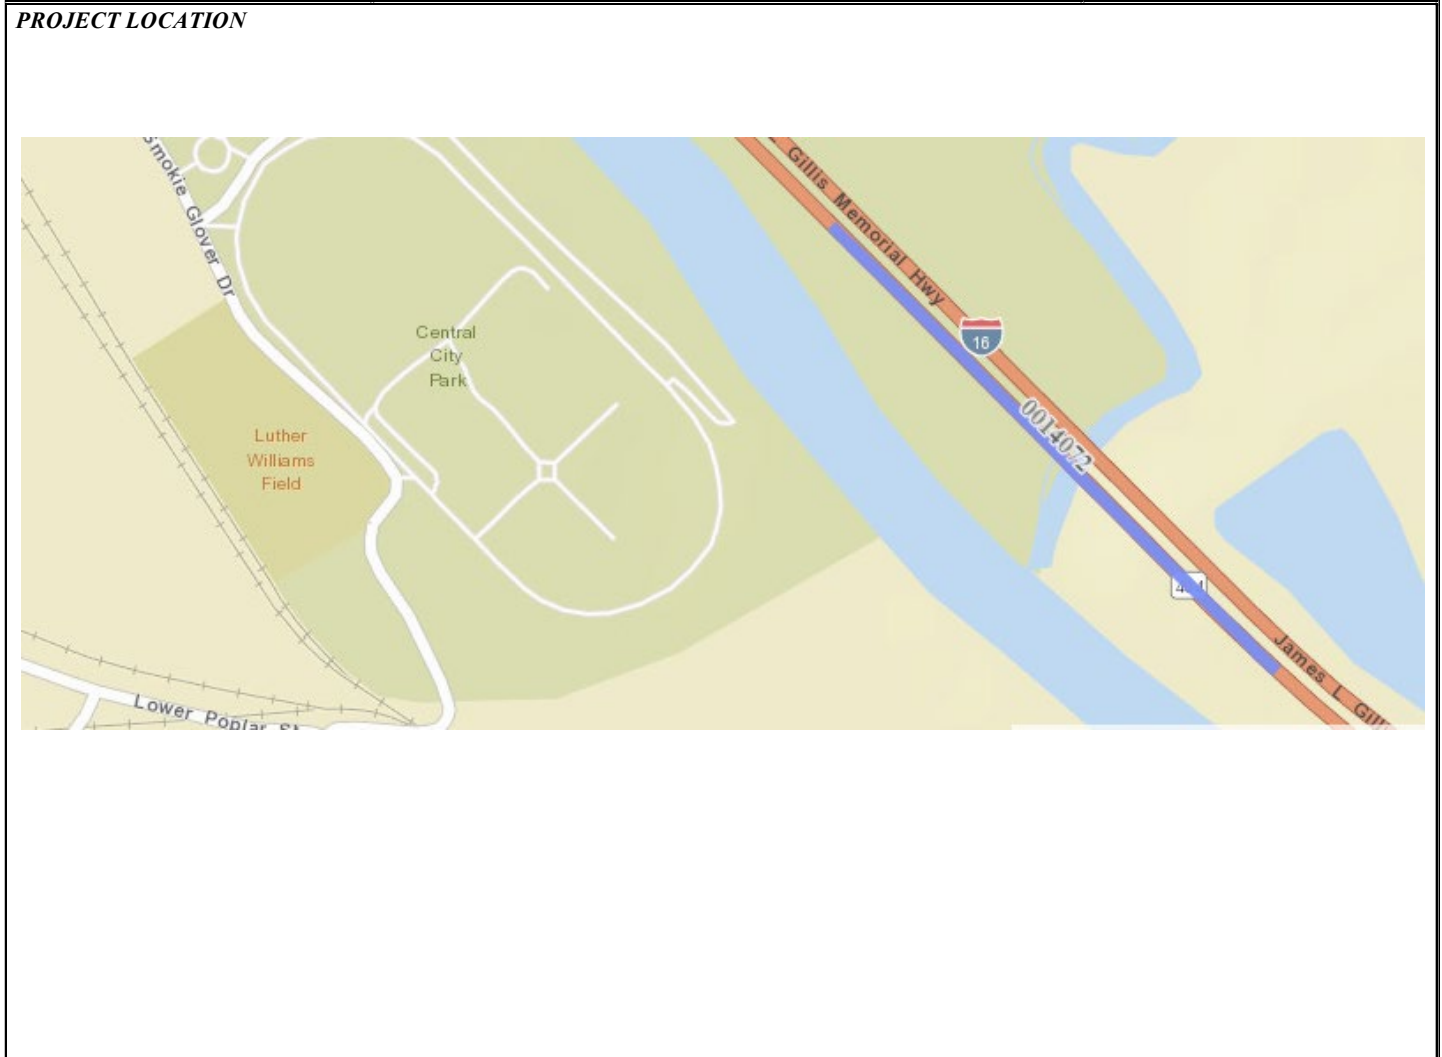 PROJECT LOCATION
Smokie Glover Dr
Gillis Memorial Hwy
16
Central
City
Park
0014072
Luther
Williams
Field
James L Gill
Lower Poplar St